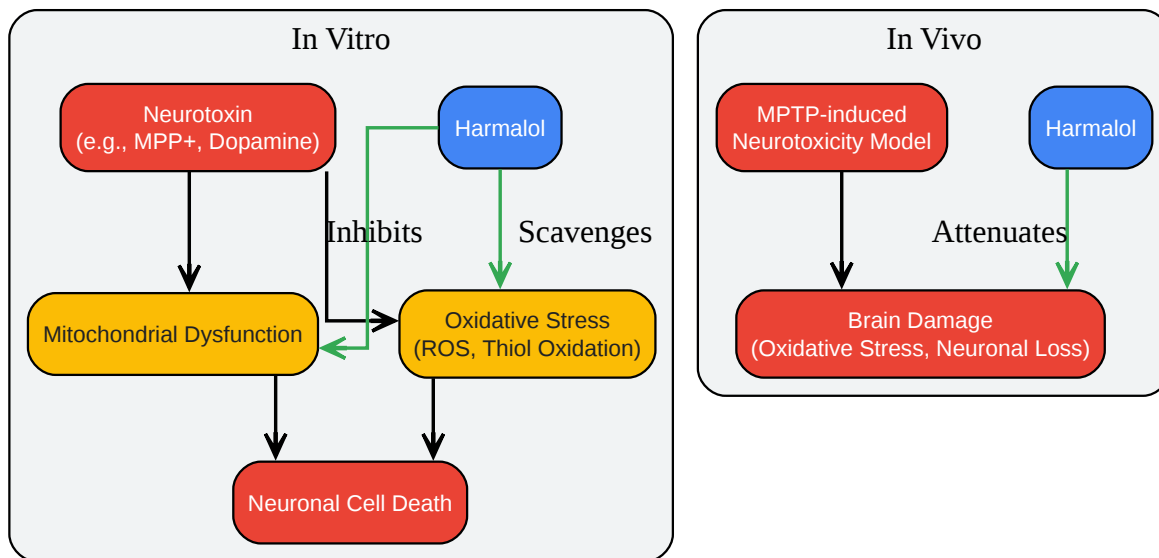 In Vitro
Neurotoxin
(e.g., MPP+, Dopamine)
Harmalol
Inhibits
Scavenges
Mitochondrial Dysfunction
Oxidative Stress
(ROS, Thiol Oxidation)
Neuronal Cell Death
In Vivo
MPTP-induced
Neurotoxicity Model
Harmalol
Attenuates
Brain Damage
(Oxidative Stress, Neuronal Loss)